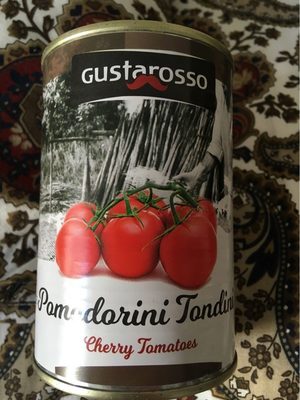 GUSTAROSSO
Pomodorini Tondini
Cherry Tomatoes